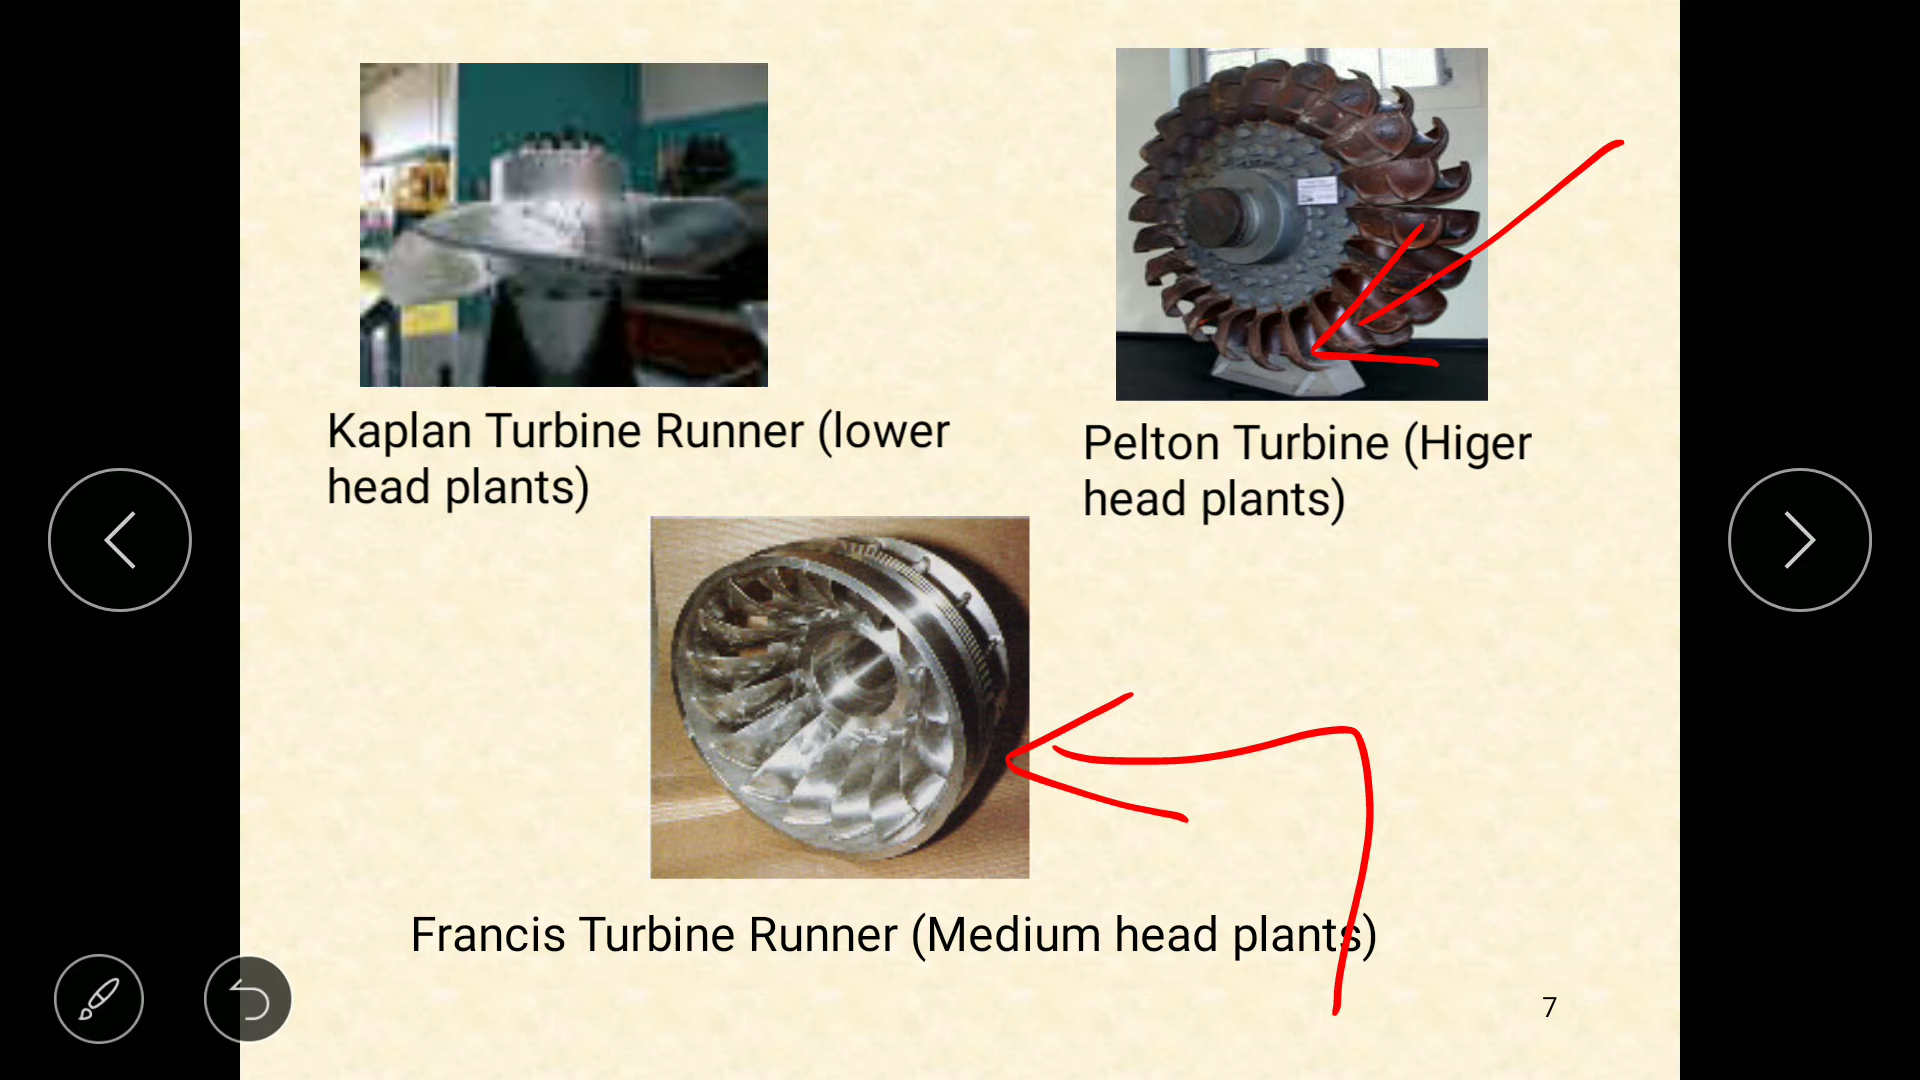 Kaplan Turbine Runner (lower
head plants)
Pelton Turbine (Higer
head plants)
Francis Turbine Runner (Medium head plants)
7